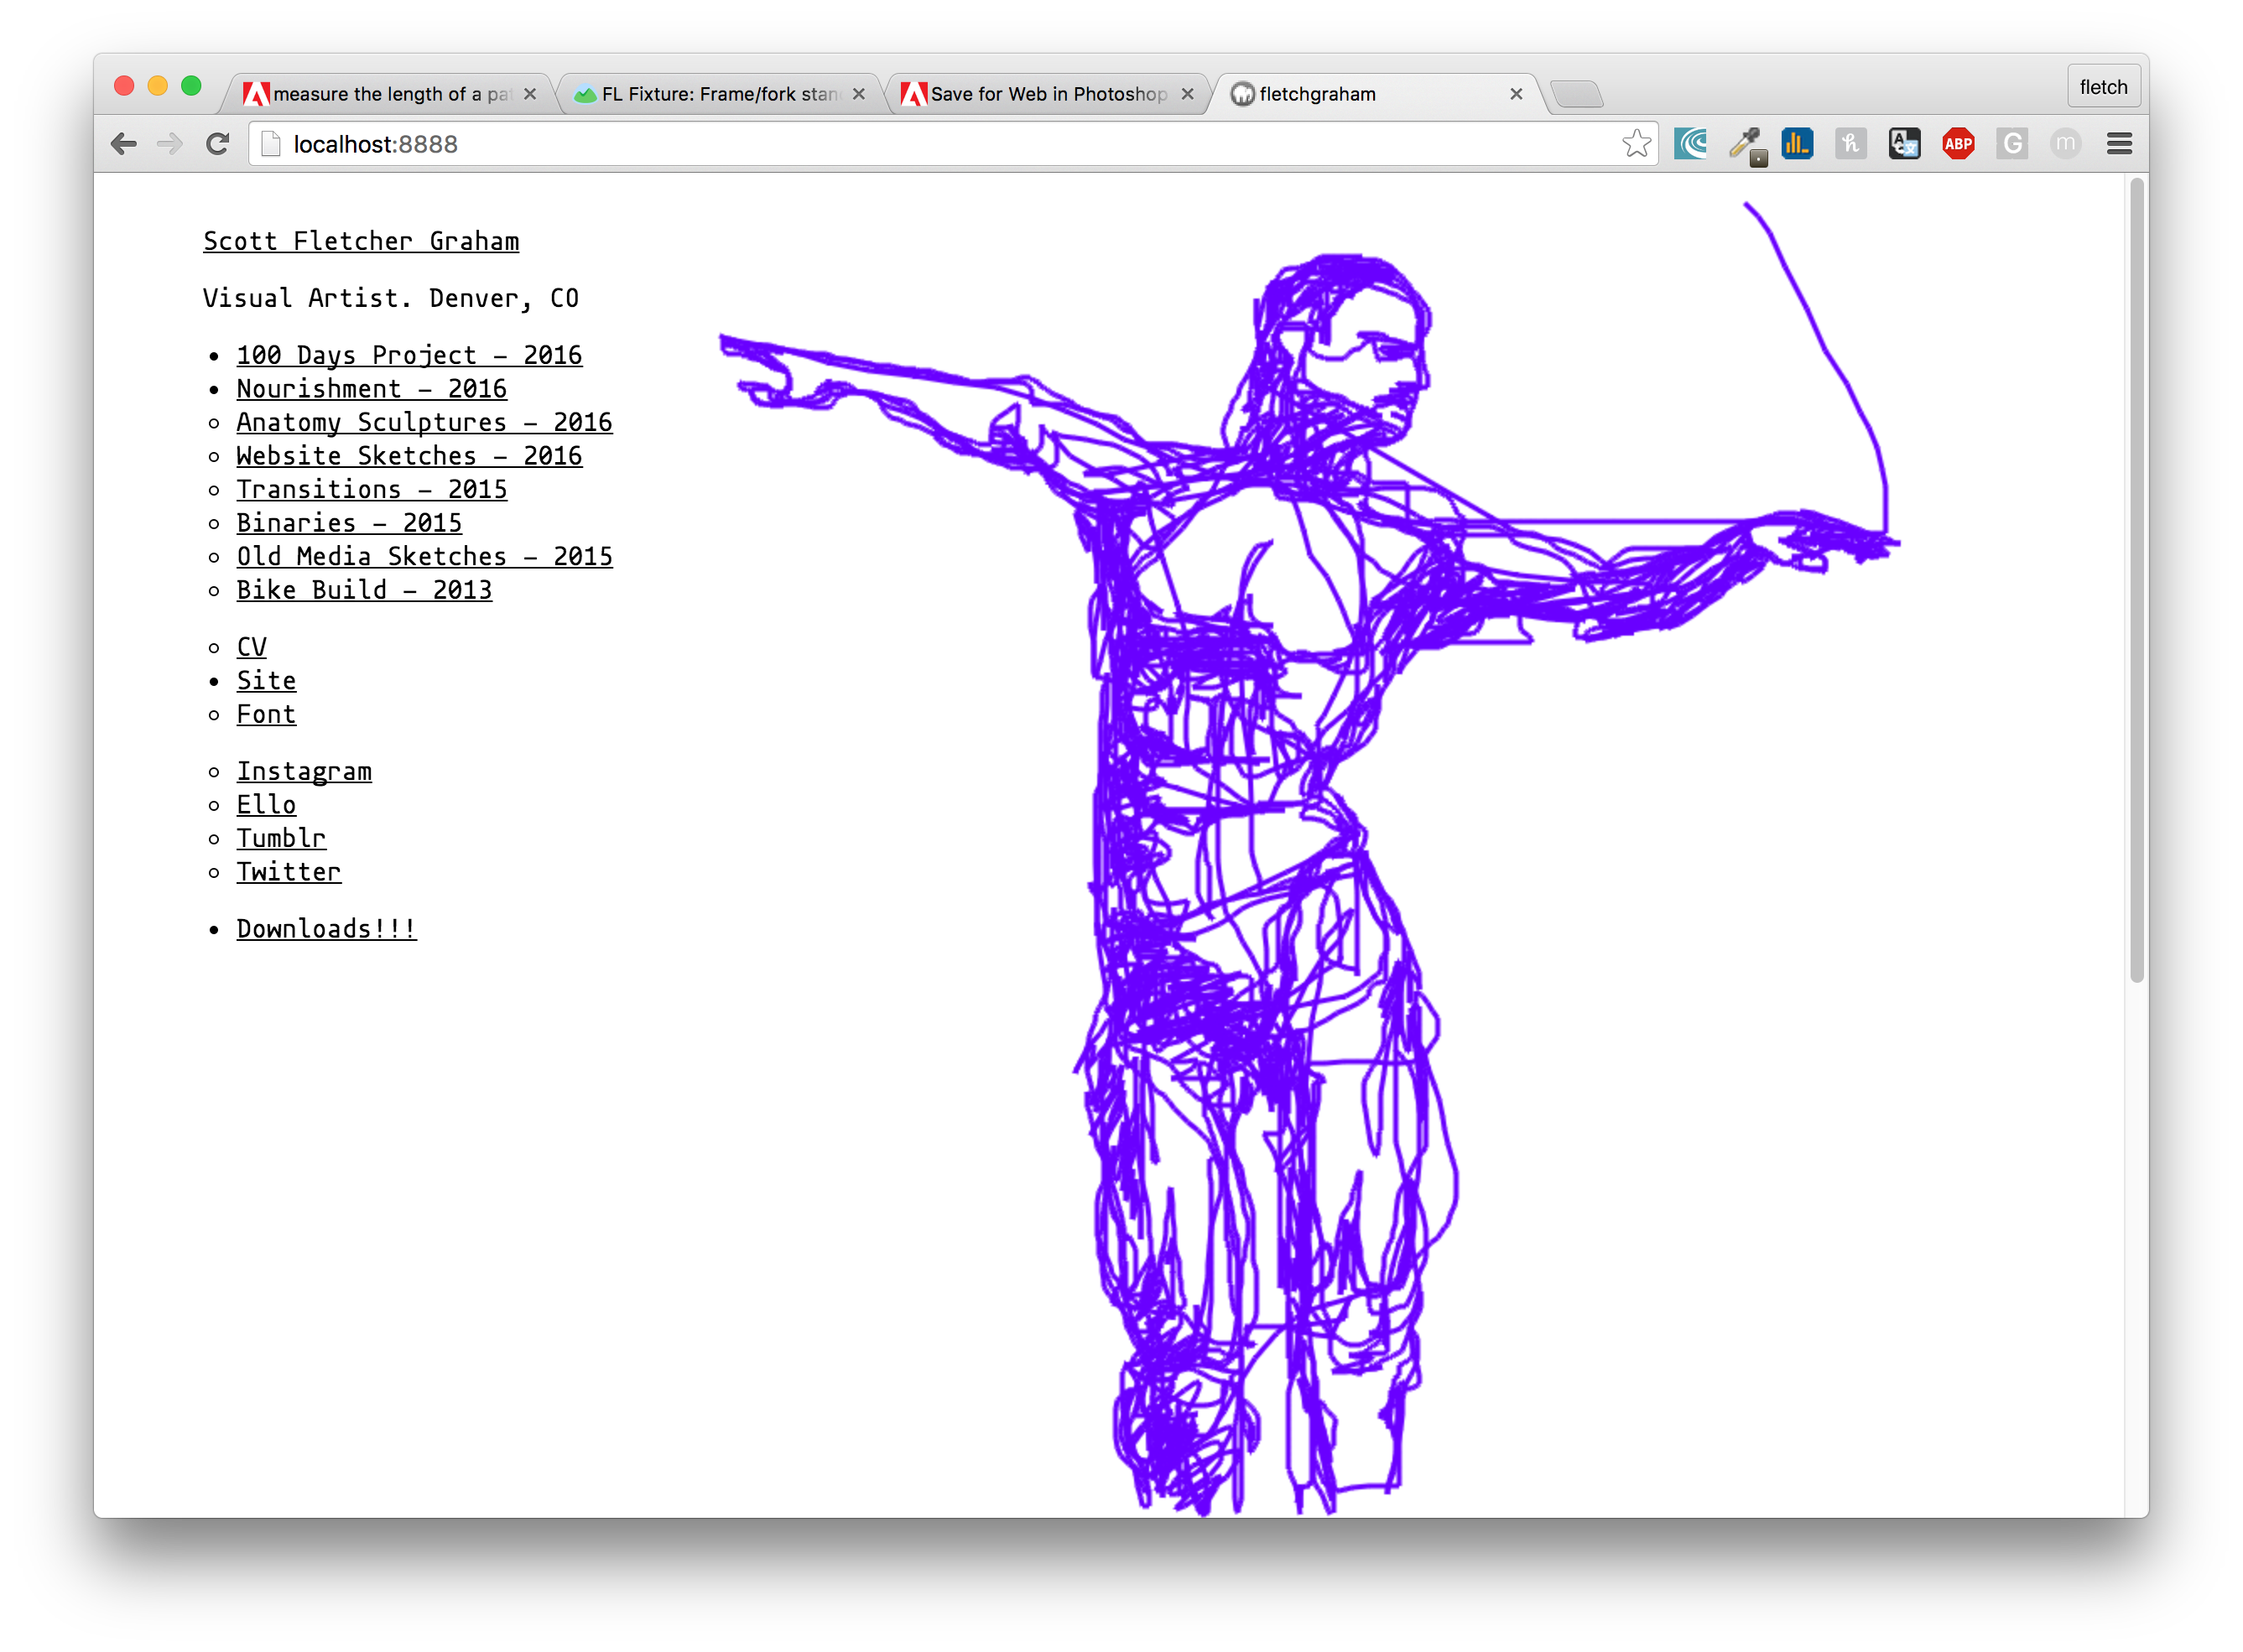 measure the length of a pat
FL Fixture: Frame/fork stan
Save for Web in Photoshop
fletchgraham
fletch
localhost:8888
ABP
G
m
Scott Fletcher Graham
Visual Artist. Denver, CO
100 Days Project – 2016
Nourishment – 2016
Anatomy Sculptures – 2016
Website Sketches – 2016
Transitions – 2015
Binaries – 2015
Old Media Sketches – 2015
Bike Build – 2013
CV
Site
Font
Instagram
Ello
Tumblr
Twitter
Downloads!!!